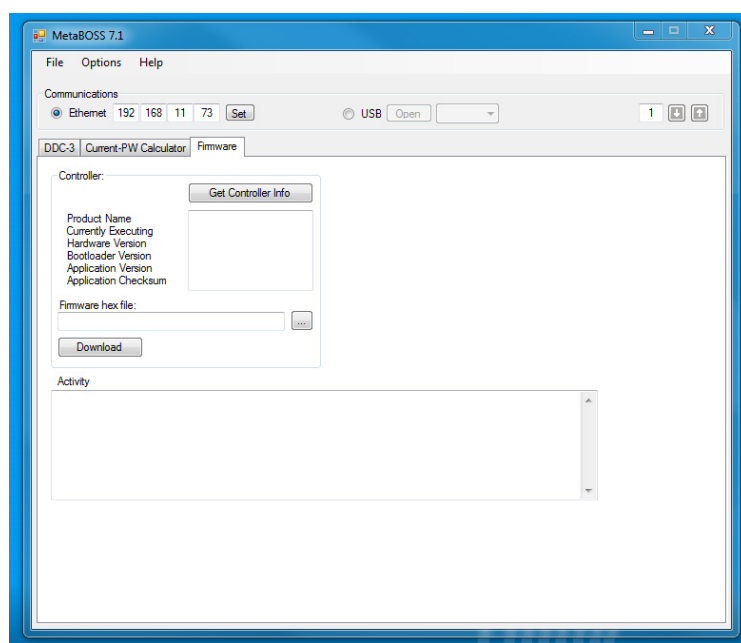 MetaBOSS 7.1
File Options Help
Communications
Ethernet 192 168 11 73 Set USB Open 1
DDC-3 Current-PW Calculator Firmware
Controller:
Get Controller Info
Product Name
Currently Executing
Hardware Version
Bootloader Version
Application Version
Application Checksum
Firmware hex file:
...
Download
Activity